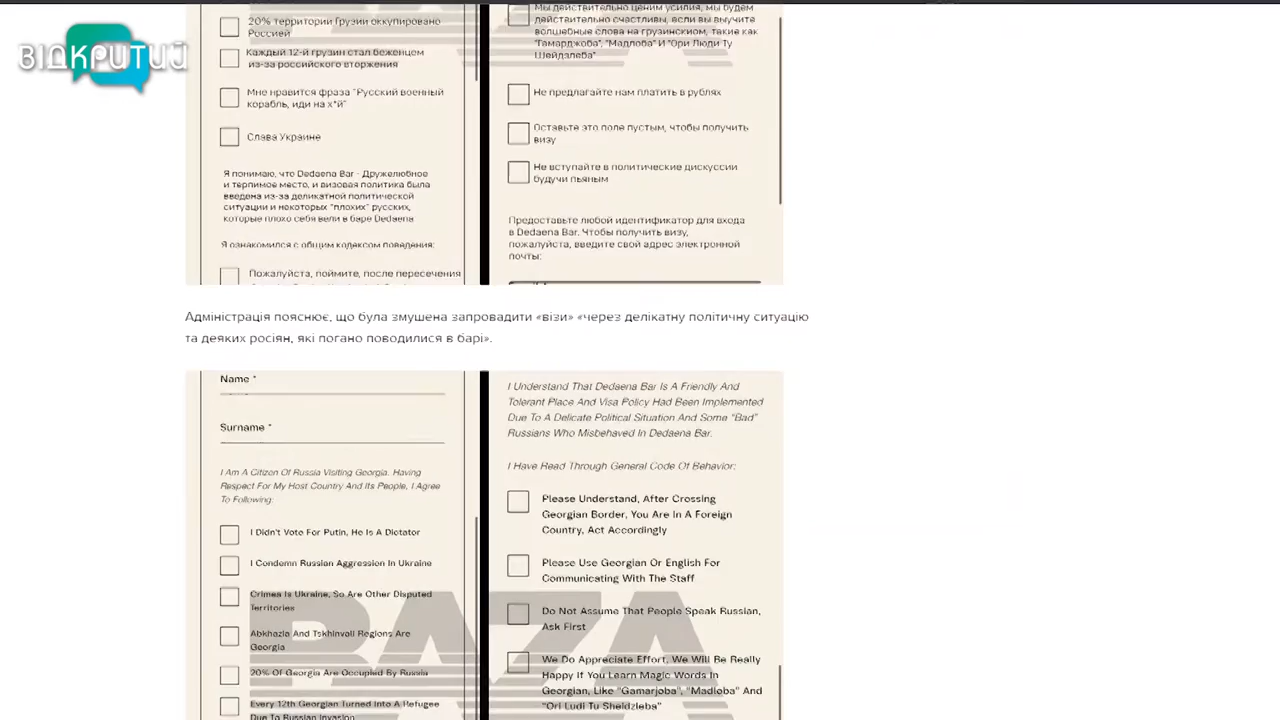 ВІДКРИТИЙ
20% территории Грузии оккупировано
Россией
Каждый 12-й грузин стал беженцем
из-за российского вторжения
Мне нравится фраза "Русский военный
корабль, иди на х*й"
Слава Украине
Я понимаю, что Dedaena Bar - Дружелюбное
и терпимое место, и визовая политика была
введена из-за деликатной политической
ситуации и некоторых "плохих" русских,
которые плохо себя вели в баре Dedaena
Я ознакомился с общим кодексом поведения:
Пожалуйста, поймите, после пересечения
Мы действительно ценим усилия, мы будем
действительно счастливы, если вы выучите
волшебные слова на грузинском, такие как
"Гамарджоба", "Мадлоба" И "Ори Люди Ту
Шейдзлеба"
Не предлагайте нам платить в рублях
Оставьте это поле пустым, чтобы получить
визу
Не вступайте в политические дискуссии
будучи пьяным
Предоставьте любой идентификатор для входа
в Dedaena Bar. Чтобы получить визу,
пожалуйста, введите свой адрес электронной
почты:
Адміністрація пояснює, що була змушена запровадити «візи» «через делікатну політичну ситуацію
та деяких росіян, які погано поводилися в барі».
Name *
Surname *
I Am A Citizen Of Russia Visiting Georgia. Having
Respect For My Host Country And Its People, I Agree
To Following:
I Didn't Vote For Putin, He Is A Dictator
I Condemn Russian Aggression In Ukraine
Crimea Is Ukraine, So Are Other Disputed
Territories
Abkhazia And Tskhinvali Regions Are
Georgia
20% Of Georgia Are Occupied By Russia
Every 12th Georgian Turned Into A Refugee
Due To Russian Invasion
I Understand That Dedaena Bar Is A Friendly And
Tolerant Place And Visa Policy Had Been Implemented
Due To A Delicate Political Situation And Some "Bad"
Russians Who Misbehaved In Dedaena Bar.
I Have Read Through General Code Of Behavior:
Please Understand, After Crossing
Georgian Border, You Are In A Foreign
Country, Act Accordingly
Please Use Georgian Or English For
Communicating With The Staff
Do Not Assume That People Speak Russian,
Ask First
We Do Appreciate Effort, We Will Be Really
Happy If You Learn Magic Words In
Georgian, Like "Gamarjoba", "Madloba" And
"Ori Ludi Tu Sheidzleba"
BAZA